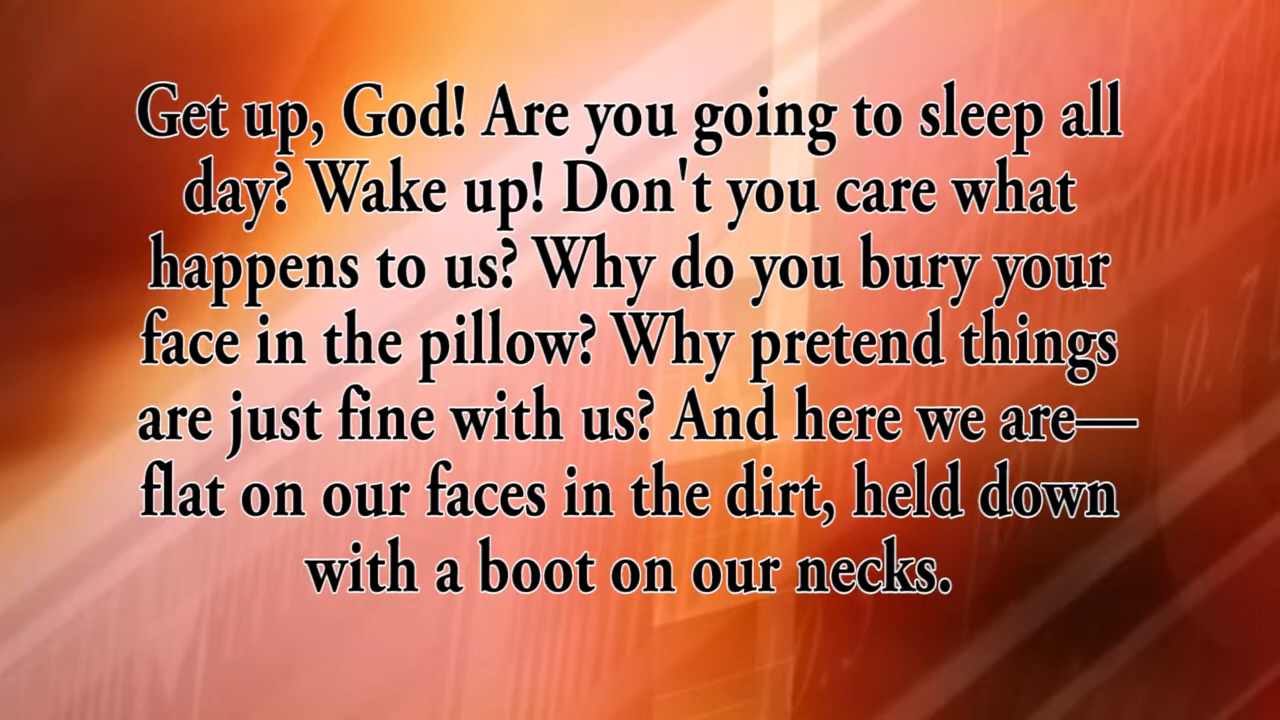 Get up, God! Are you going to sleep all
day? Wake up! Don't you care what
happens to us? Why do you bury your
face in the pillow? Why pretend things
are just fine with us? And here we are—
flat on our faces in the dirt, held down
with a boot on our necks.